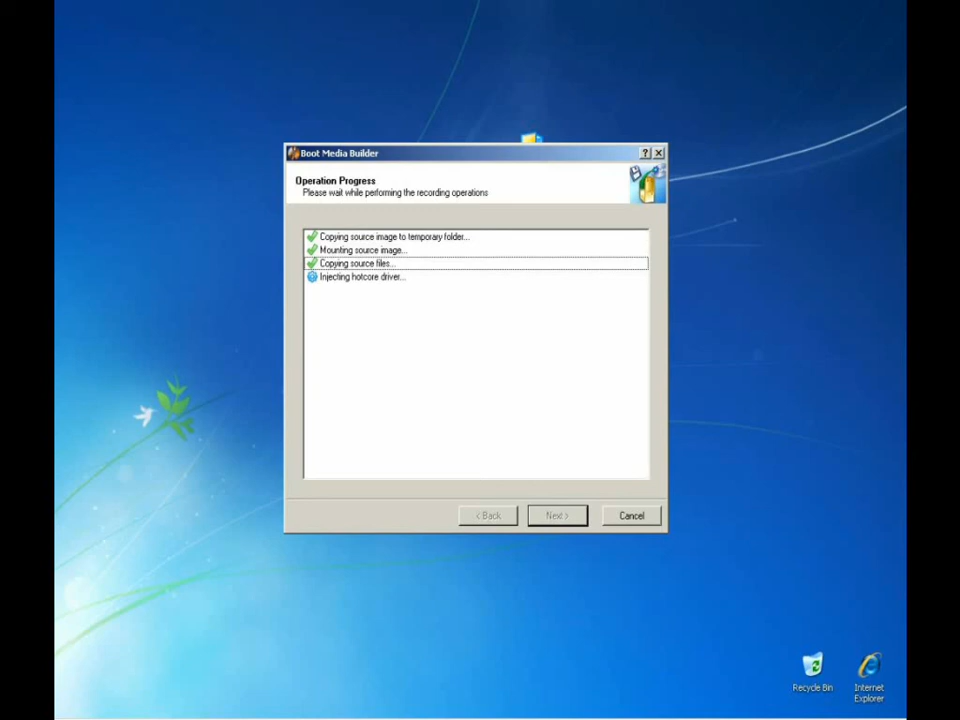 Boot Media Builder
Operation Progress
Please wait while performing the recording operations
Copying source image to temporary folder...
Mounting source image...
Copying source files...
Injecting hotcore driver...
< Back
Next >
Cancel
Recycle Bin
Internet
Explorer